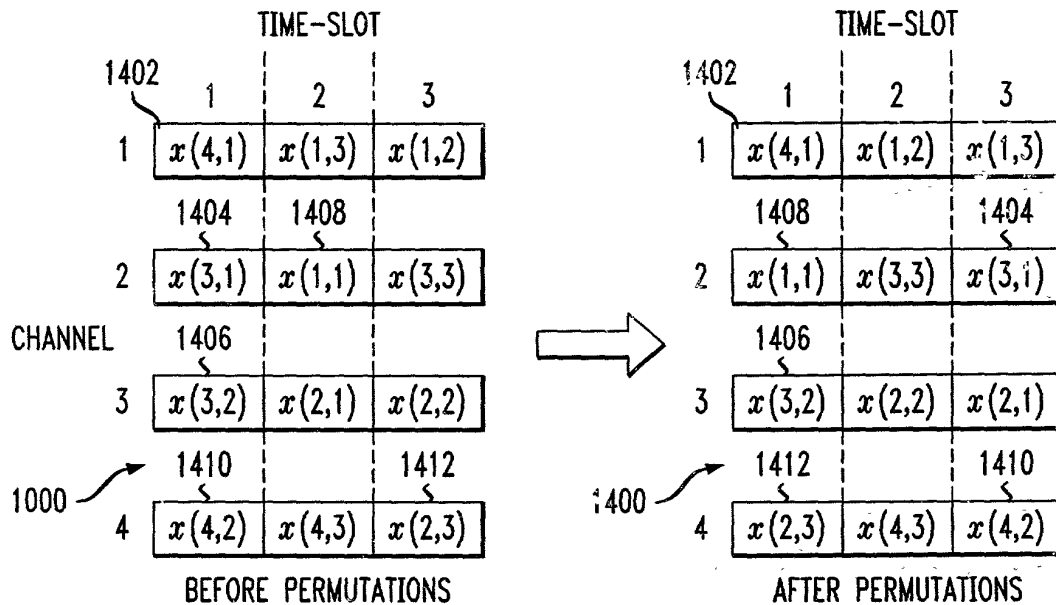 TIME-SLOT TIME-SLOT
1402 1402
1 2 3 1 2 3
1 x(4,1) x(1,3) x(1,2) 1 x(4,1) x(1,2) x(1,3)
1404 1408 1408 1404
2 x(3,1) x(1,1) x(3,3) 2 x(1,1) x(3,3) x(3,1)
CHANNEL 1406 1406
3 x(3,2) x(2,1) x(2,2) 3 x(3,2) x(2,2) x(2,1)
1000 1410 1412 1400 1412 1410
4 x(4,2) x(4,3) x(2,3) 4 x(2,3) x(4,3) x(4,2)
BEFORE PERMUTATIONS AFTER PERMUTATIONS